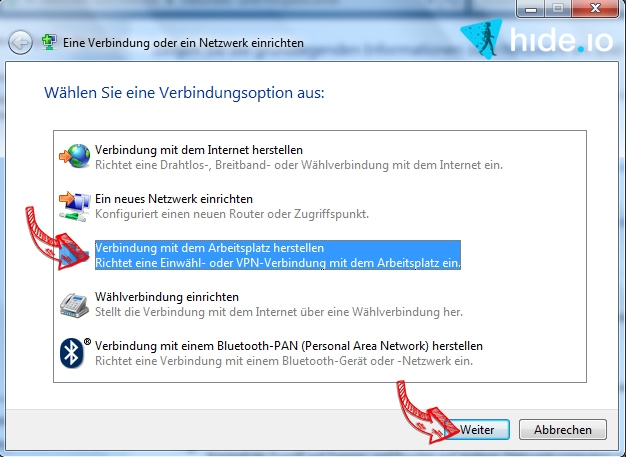 hide.io
Eine Verbindung oder ein Netzwerk einrichten
Wählen Sie eine Verbindungsoption aus:
Verbindung mit dem Internet herstellen
Richtet eine Drahtlos-, Breitband- oder Wählverbindung mit dem Internet ein.
Ein neues Netzwerk einrichten
Konfiguriert einen neuen Router oder Zugriffspunkt.
Verbindung mit dem Arbeitsplatz herstellen
Richtet eine Einwähl- oder VPN-Verbindung mit dem Arbeitsplatz ein.
Wählverbindung einrichten
Stellt die Verbindung mit dem Internet über eine Wählverbindung her.
Verbindung mit einem Bluetooth-PAN (Personal Area Network) herstellen
Richtet eine Verbindung mit einem Bluetooth-Gerät oder -Netzwerk ein.
Weiter
Abbrechen